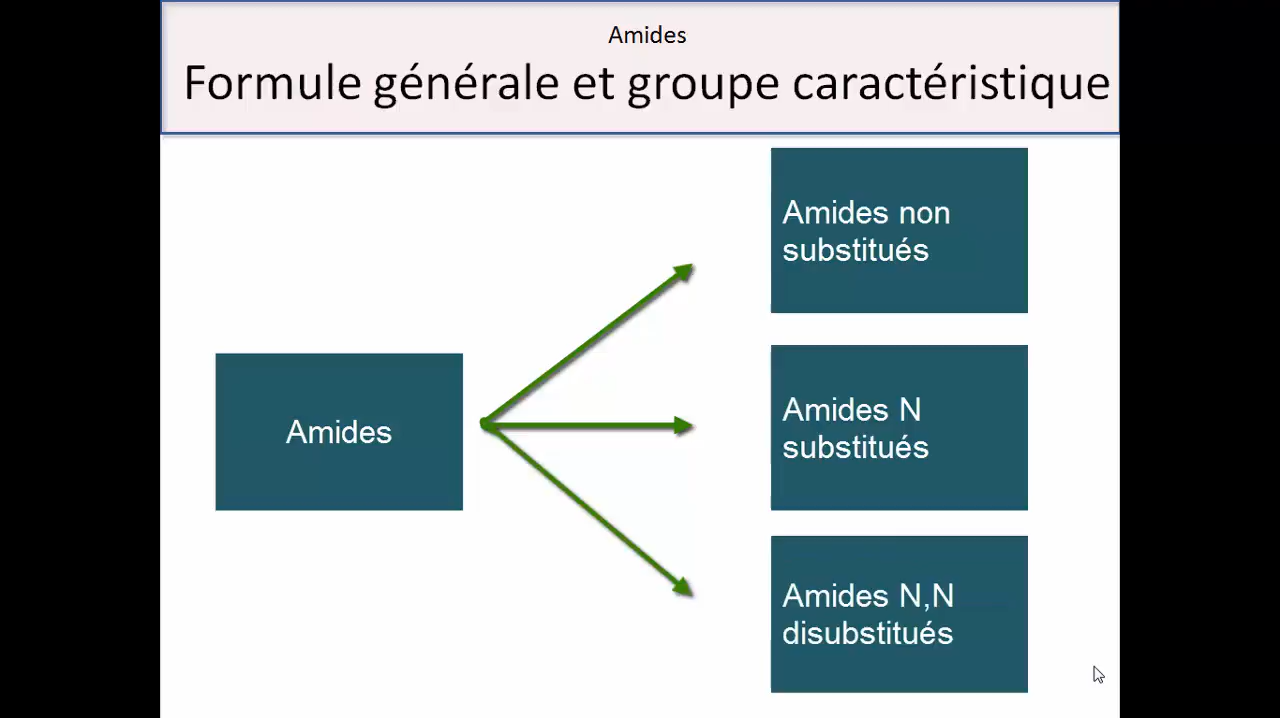 Amides
Formule générale et groupe caractéristique
Amides non
substitués
Amides
Amides N
substitués
Amides N,N
disubstitués